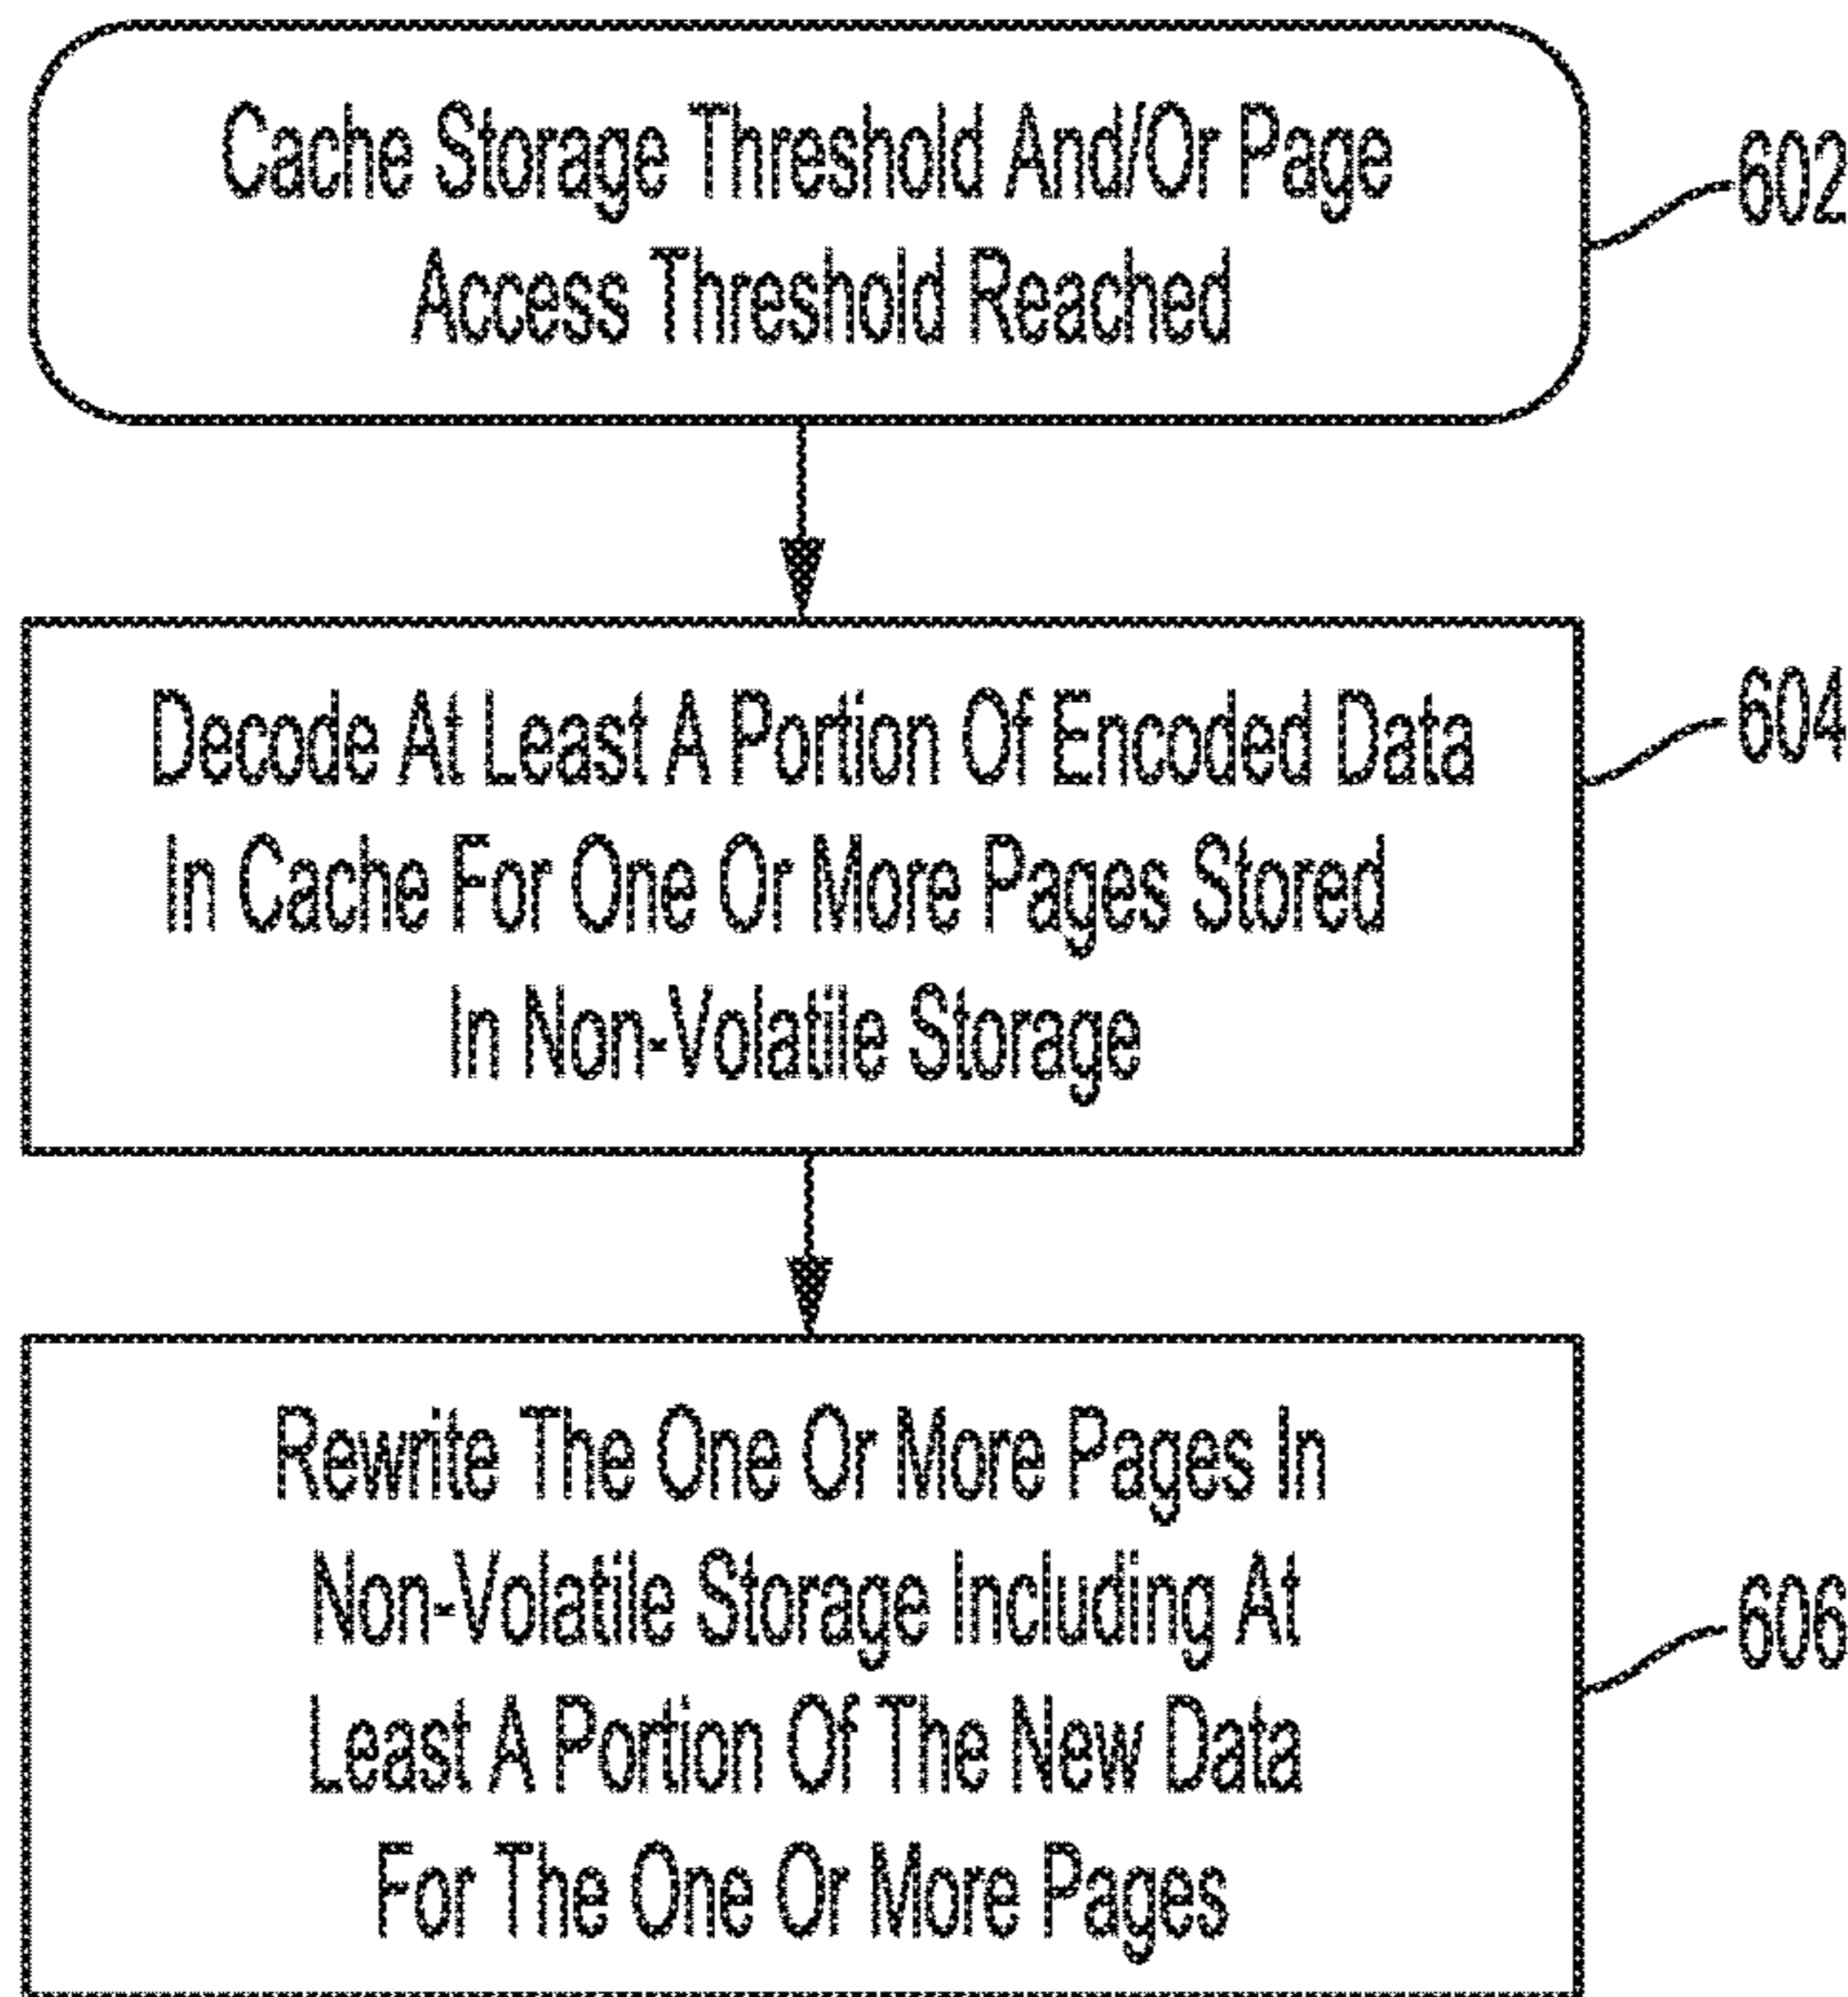 Cache Storage Threshold And/Or Page
Access Threshold Reached
602
Decode At Least A Portion Of Encoded Data
In Cache For One Or More Pages Stored
In Non-Volatile Storage
604
Rewrite The One Or More Pages In
Non-Volatile Storage Including At
Least A Portion Of The New Data
For The One Or More Pages
606